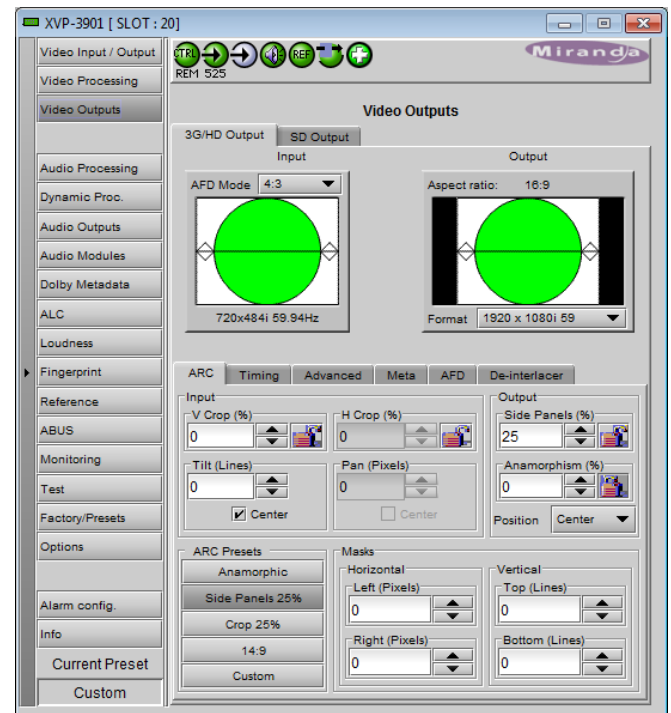 XVP-3901 [ SLOT : 20]
Video Input / Output
Video Processing
Video Outputs
Audio Processing
Dynamic Proc.
Audio Outputs
Audio Modules
Dolby Metadata
ALC
Loudness
Fingerprint
Reference
ABUS
Monitoring
Test
Factory/Presets
Options
Alarm config.
Info
Current Preset
Custom
CTRL
REF
REM 525
Miranda
Video Outputs
3G/HD Output
SD Output
Input
AFD Mode 4:3
720x484i 59.94Hz
Output
Aspect ratio: 16:9
Format 1920 x 1080i 59
ARC
Timing
Advanced
Meta
AFD
De-interlacer
Input
V Crop (%)
0
H Crop (%)
0
Tilt (Lines)
0
Center
Pan (Pixels)
0
Center
Output
Side Panels (%)
25
Anamorphism (%)
0
Position Center
ARC Presets
Anamorphic
Side Panels 25%
Crop 25%
14:9
Custom
Masks
Horizontal
Left (Pixels)
0
Right (Pixels)
0
Vertical
Top (Lines)
0
Bottom (Lines)
0